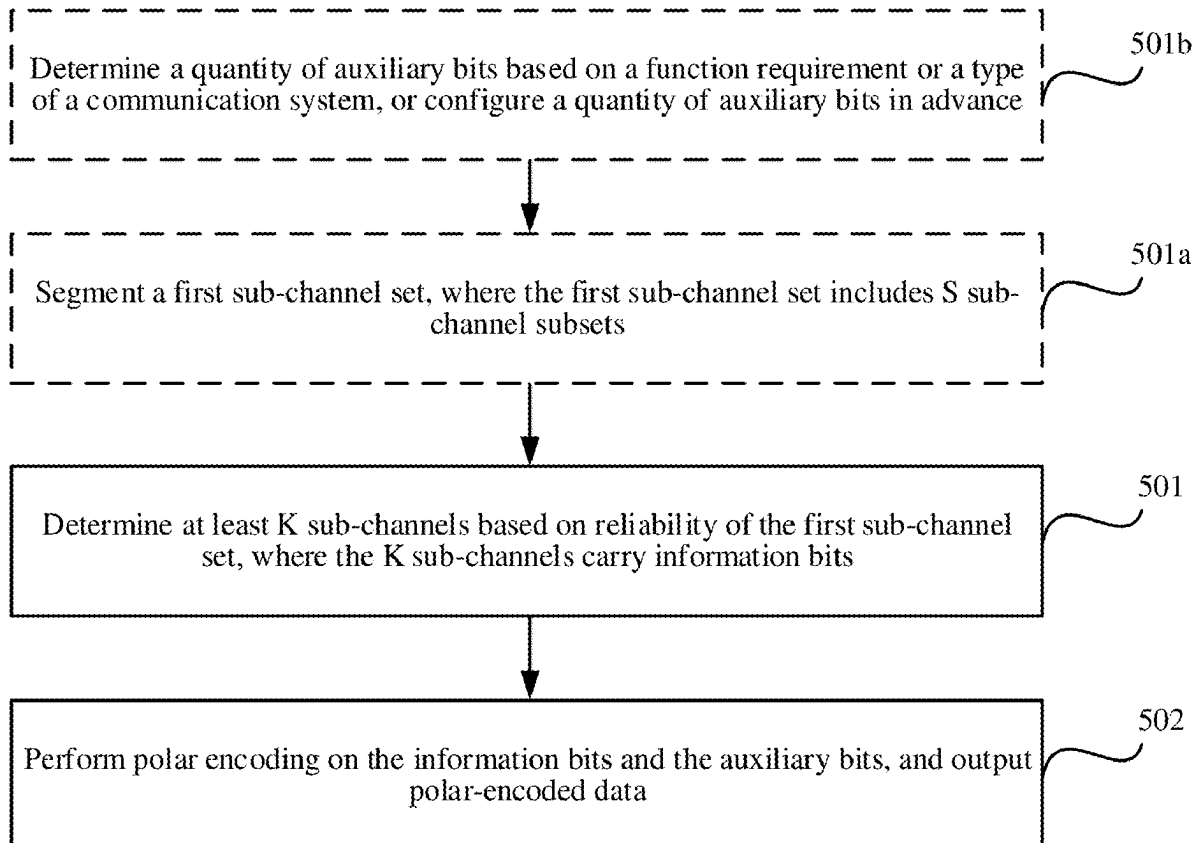 501b
Determine a quantity of auxiliary bits based on a function requirement or a type
of a communication system, or configure a quantity of auxiliary bits in advance
501a
Segment a first sub-channel set, where the first sub-channel set includes S sub-
channel subsets
501
Determine at least K sub-channels based on reliability of the first sub-channel
set, where the K sub-channels carry information bits
502
Perform polar encoding on the information bits and the auxiliary bits, and output
polar-encoded data